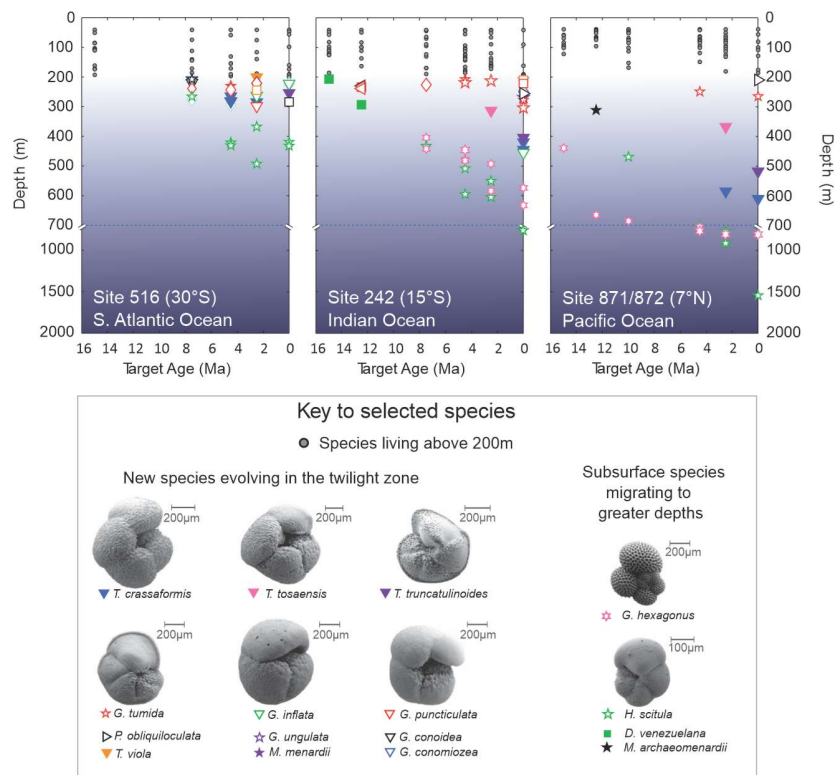 0
100
200
300
400
500
600
700
1000
1500
2000
Depth (m)
Site 516 (30°S)
S. Atlantic Ocean
16 14 12 10 8 6 4 2 0
Target Age (Ma)
Site 242 (15°S)
Indian Ocean
16 14 12 10 8 6 4 2 0
Target Age (Ma)
Site 871/872 (7°N)
Pacific Ocean
16 14 12 10 8 6 4 2 0
Target Age (Ma)
0
100
200
300
400
500
600
700
1000
1500
2000
Depth (m)
Key to selected species
Species living above 200m
New species evolving in the twilight zone
200µm
T. crassaformis
200µm
T. tosaensis
200µm
T. truncatulinoides
200µm
G. tumida
P. obliquiloculata
T. viola
200µm
G. inflata
G. ungulata
M. menardii
200µm
G. puncticulata
G. conoidea
G. conomiozea
Subsurface species
migrating to
greater depths
200µm
G. hexagonus
100µm
H. scitula
D. venezuelana
M. archaeomenardii